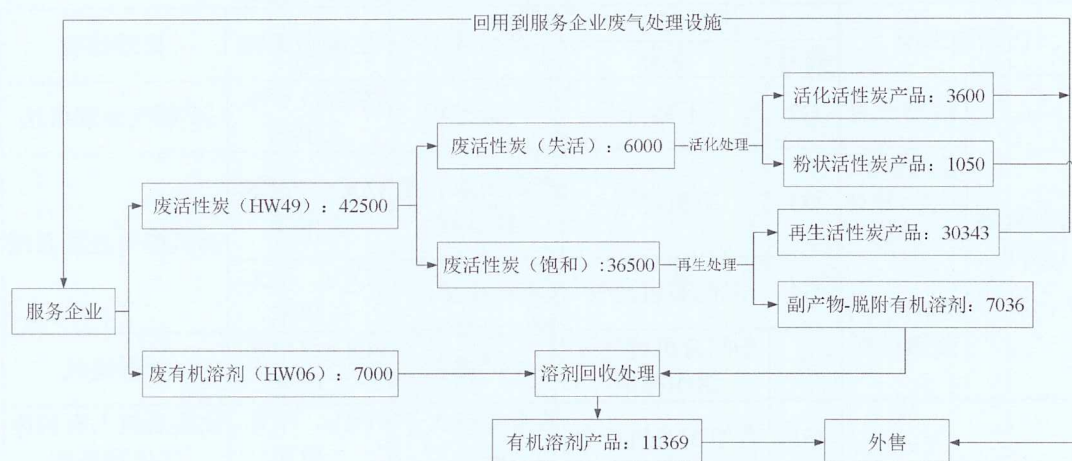 回用到服务企业废气处理设施
活化活性炭产品：3600
废活性炭（失活）：6000
活化处理
粉状活性炭产品：1050
废活性炭（HW49）：42500
再生活性炭产品：30343
废活性炭（饱和）:36500
再生处理
服务企业
副产物-脱附有机溶剂：7036
废有机溶剂（HW06）：7000
溶剂回收处理
有机溶剂产品：11369
外售